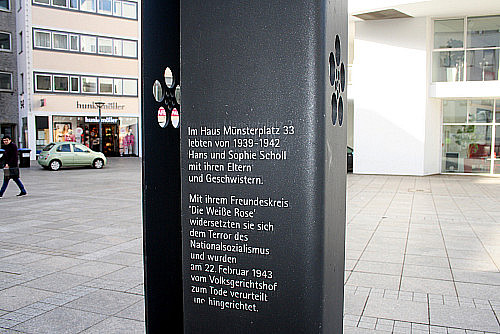 hunkemöller
Im Haus Münsterplatz 33
lebten von 1939-1942
Hans und Sophie Scholl
mit ihren Eltern
und Geschwistern.
Mit ihrem Freundeskreis
'Die Weiße Rose'
widersetzten sie sich
dem Terror des
Nationalsozialismus
und wurden
am 22. Februar 1943
vom Volksgerichtshof
zum Tode verurteilt
und hingerichtet.